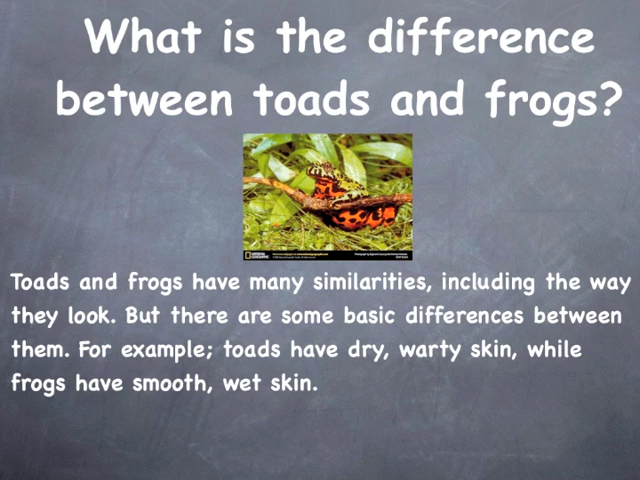 What is the difference
between toads and frogs?
NATIONAL
GEOGRAPHIC
Toads and frogs have many similarities, including the way
they look. But there are some basic differences between
them. For example; toads have dry, warty skin, while
frogs have smooth, wet skin.